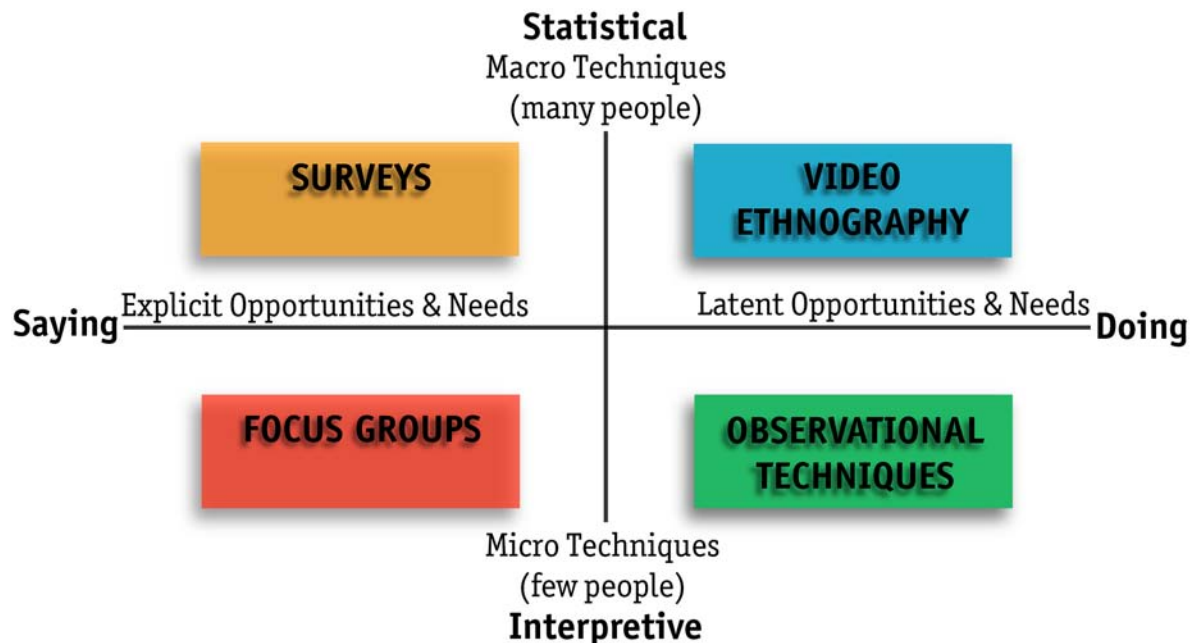 Statistical
Macro Techniques
(many people)
SURVEYS
VIDEO
ETHNOGRAPHY
Explicit Opportunities & Needs
Latent Opportunities & Needs
Saying
Doing
FOCUS GROUPS
OBSERVATIONAL
TECHNIQUES
Micro Techniques
(few people)
Interpretive